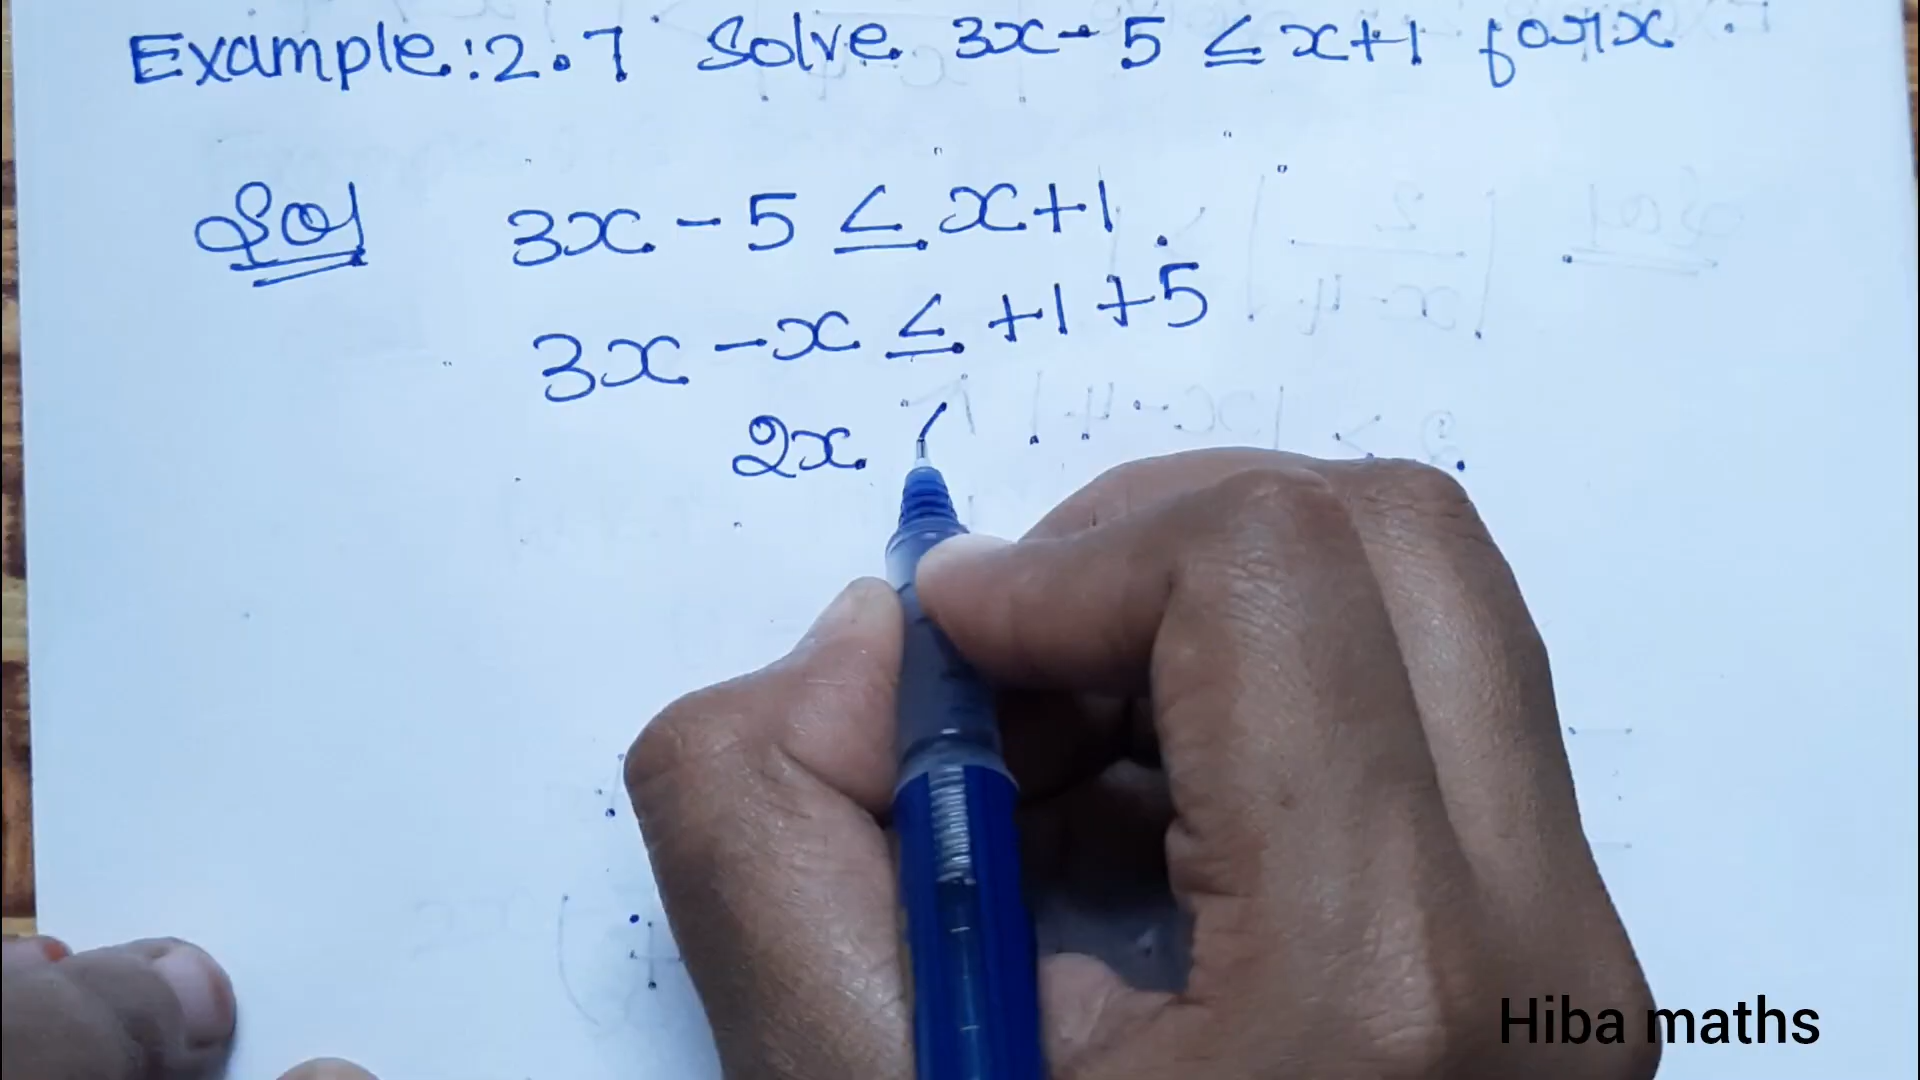 Example:2.7 Solve 3x-5 ≤ x+1 for x.
Sol 3x - 5 ≤ x+1.
3x - x ≤ +1 +5
2x <
Hiba maths